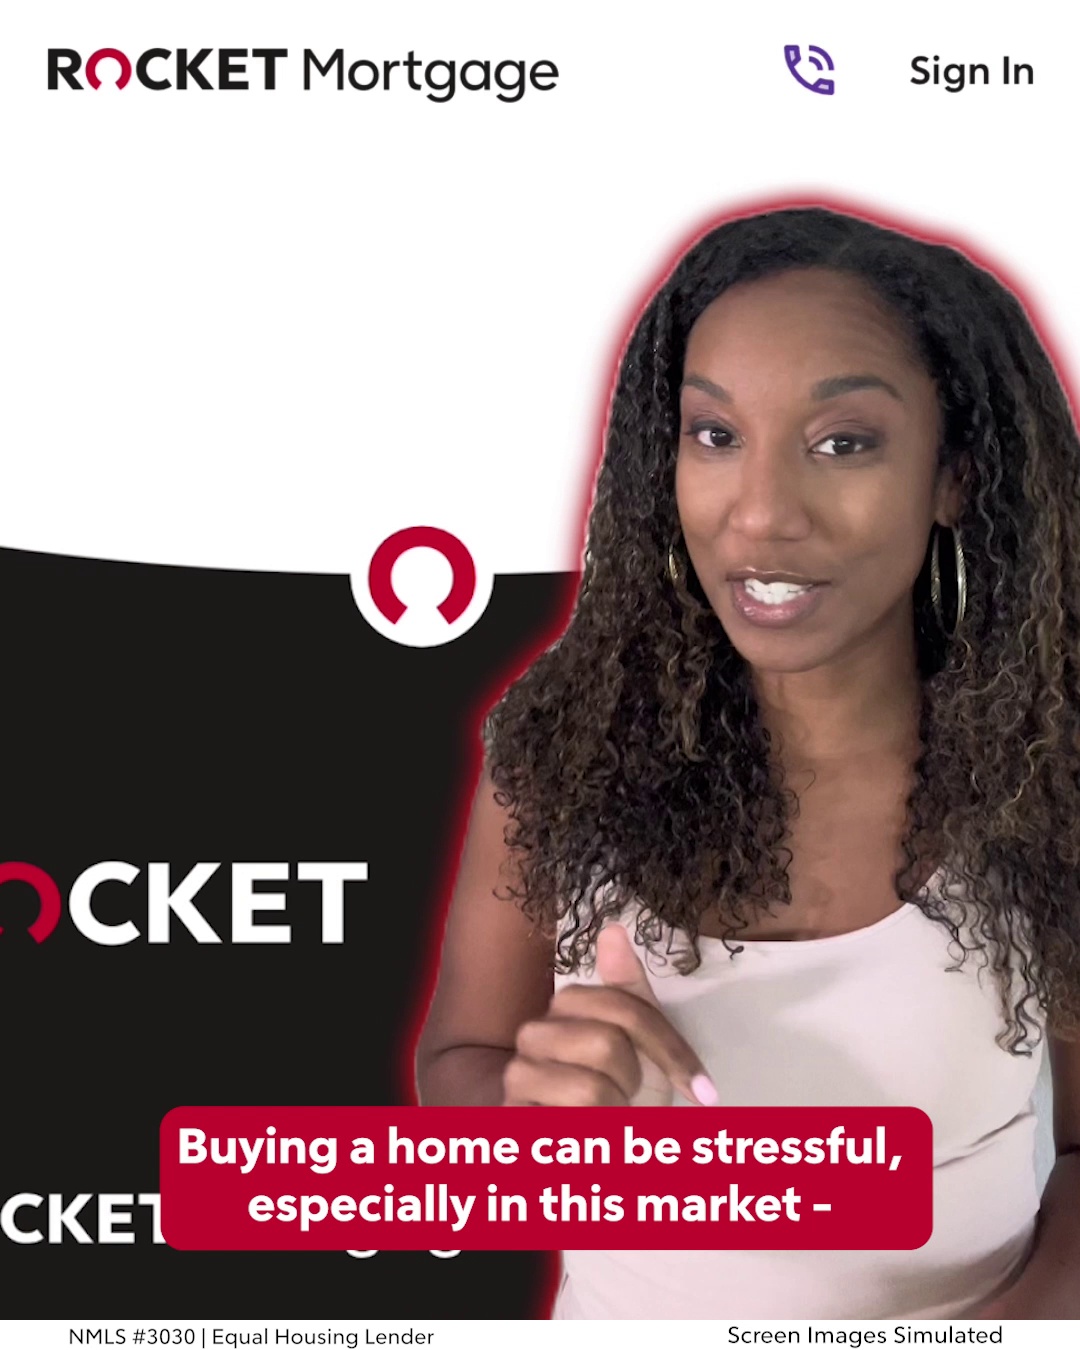 ROCKET Mortgage
Sign In
OCKET
CKET
Buying a home can be stressful,
especially in this market -
NMLS #3030 | Equal Housing Lender
Screen Images Simulated